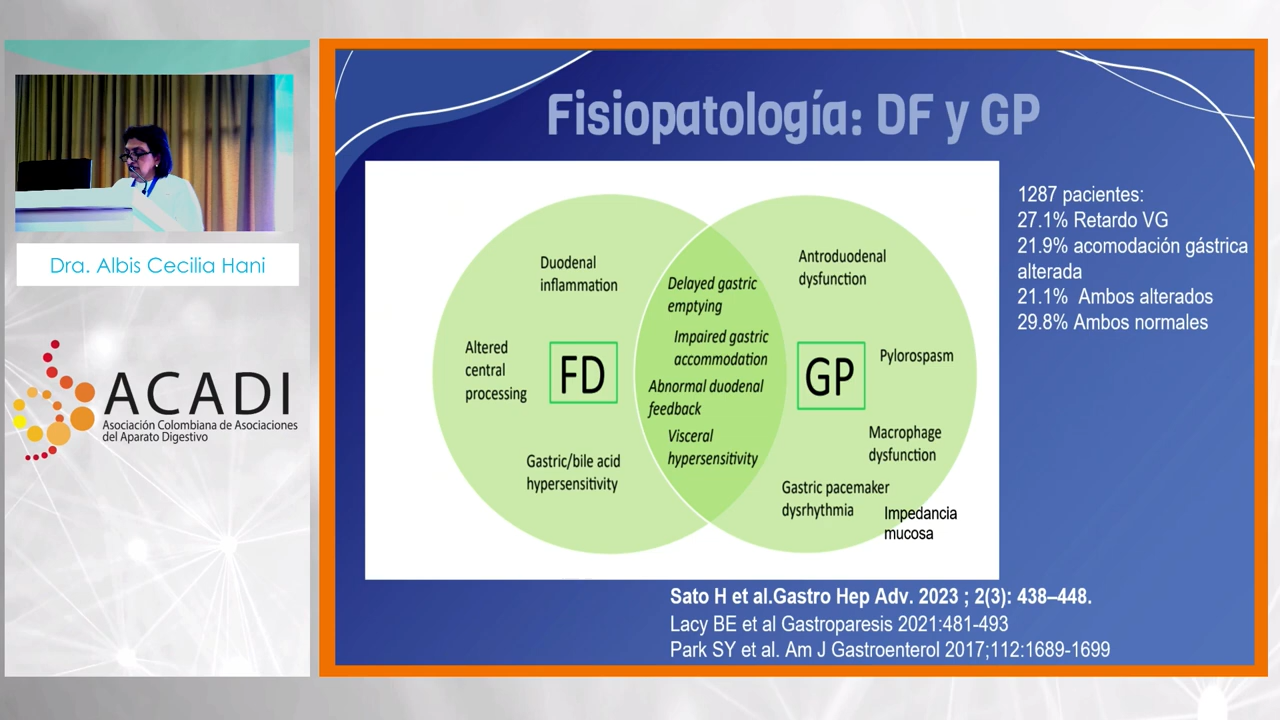 Dra. Albis Cecilia Hani
ACADI
Asociación Colombiana de Asociaciones
del Aparato Digestivo
Fisiopatología: DF y GP
Duodenal
inflammation
Altered
central
processing
FD
Gastric/bile acid
hypersensitivity
Delayed gastric
emptying
Impaired gastric
accommodation
Abnormal duodenal
feedback
Visceral
hypersensitivity
Antroduodenal
dysfunction
GP
Pylorospasm
Macrophage
dysfunction
Gastric pacemaker
dysrhythmia
Impedancia
mucosa
1287 pacientes:
27.1% Retardo VG
21.9% acomodación gástrica
alterada
21.1% Ambos alterados
29.8% Ambos normales
Sato H et al.Gastro Hep Adv. 2023 ; 2(3): 438–448.
Lacy BE et al Gastroparesis 2021:481-493
Park SY et al. Am J Gastroenterol 2017;112:1689-1699